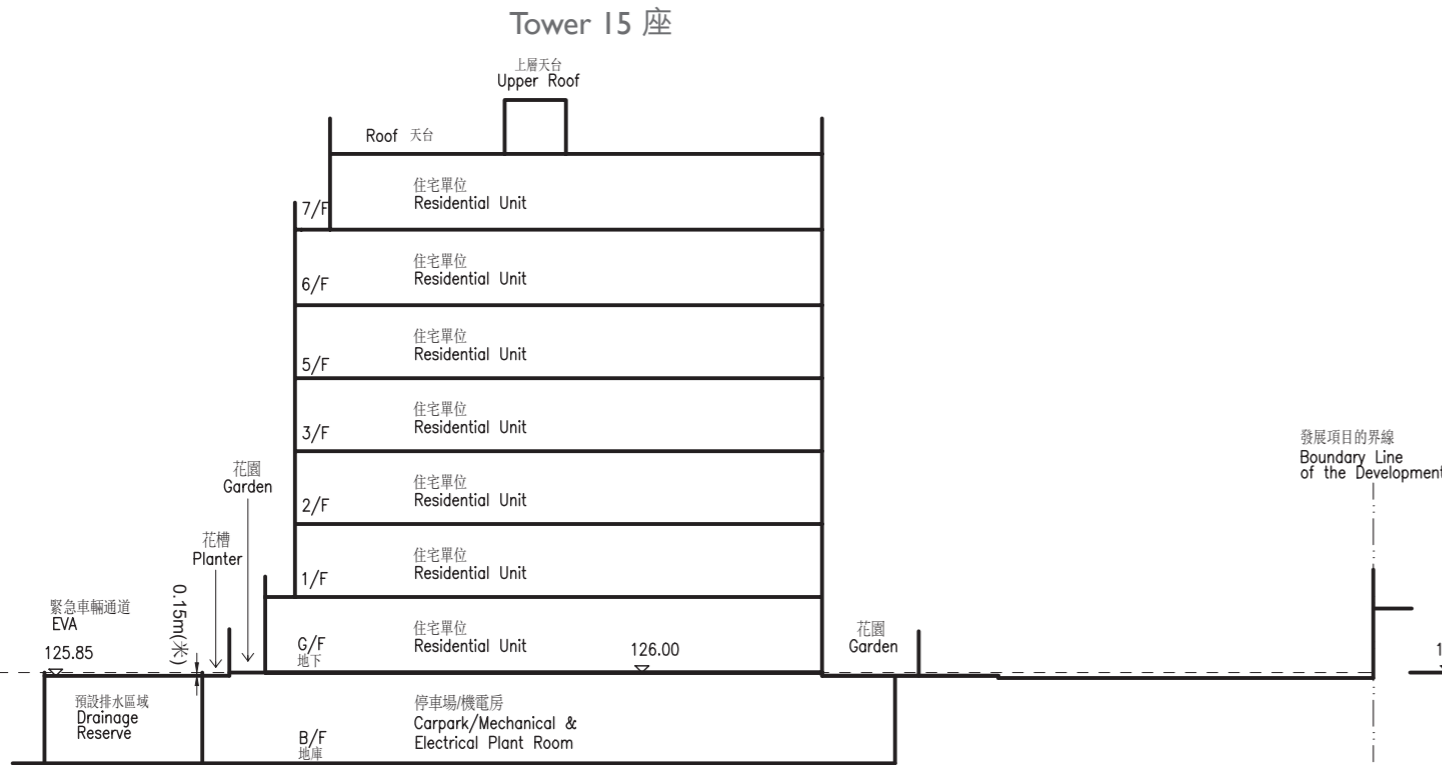 Tower 15 座
上層天台
Upper Roof
Roof 天台
住宅單位
Residential Unit
7/F
住宅單位
Residential Unit
6/F
住宅單位
Residential Unit
5/F
住宅單位
Residential Unit
3/F
住宅單位
Residential Unit
2/F
住宅單位
Residential Unit
1/F
住宅單位
Residential Unit
G/F
地下
126.00
花園
Garden
花槽
Planter
0.15m(米)
緊急車輛通道
EVA
125.85
預設排水區域
Drainage
Reserve
停車場/機電房
Carpark/Mechanical &
Electrical Plant Room
B/F
地庫
花園
Garden
發展項目的界線
Boundary Line
of the Development
1